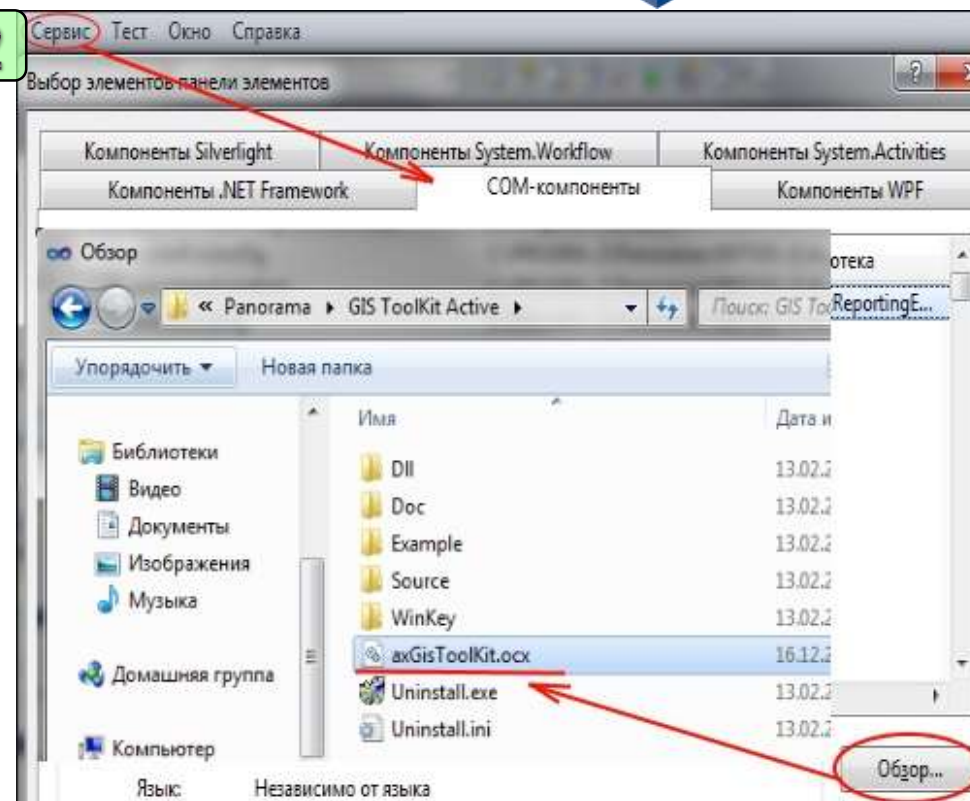 Сервис Тест Окно Справка
Выбор элементов панели элементов
Компоненты Silverlight Компоненты System.Workflow Компоненты System.Activities
Компоненты .NET Framework COM-компоненты Компоненты WPF
Обзор
отека
« Panorama GIS ToolKit Active Поиск: GIS Too
ReportingE...
Упорядочить Новая папка
Имя Дата и
Библиотеки
Видео
Документы
Изображения
Музыка
Домашняя группа
Компьютер
Dll 13.02.2
Doc 13.02.2
Example 13.02.2
Source 13.02.2
WinKey 13.02.2
axGisToolKit.ocx 16.12.2
Uninstall.exe 13.02.2
Uninstall.ini 13.02.2
Обзор...
Язык: Независимо от языка